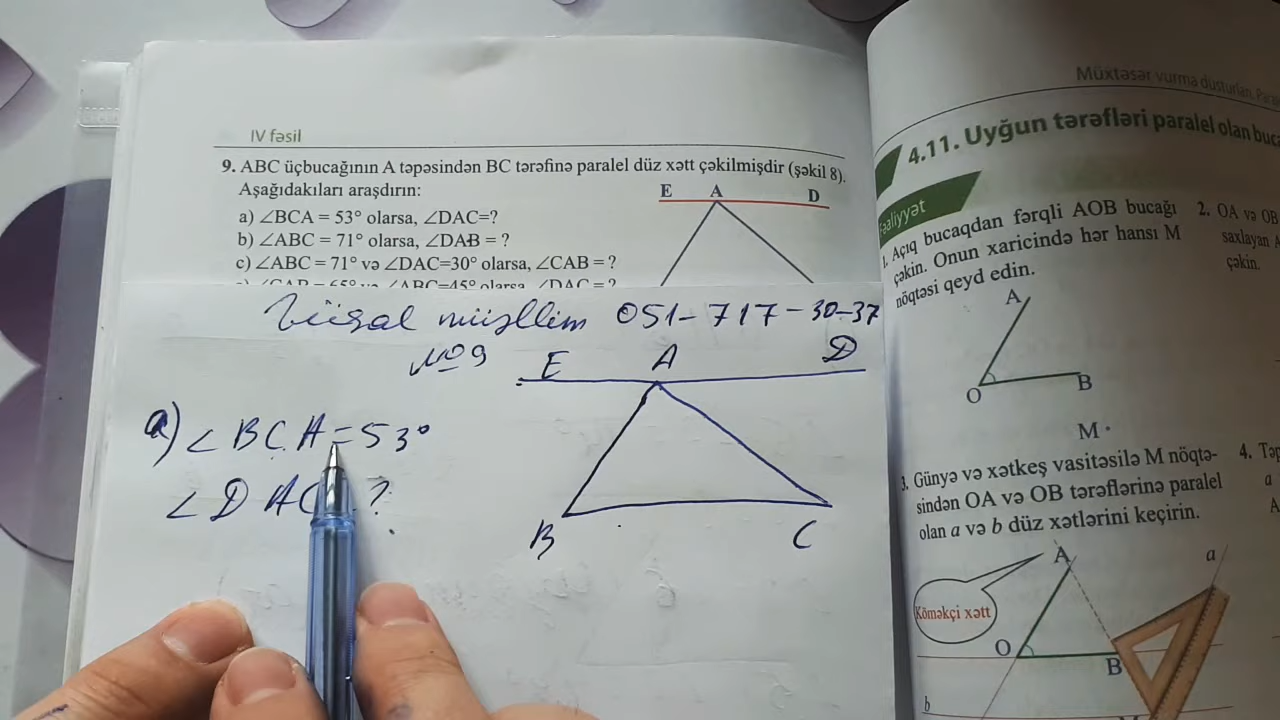 IV fəsil
9. ABC üçbucağının A təpəsindən BC tərəfinə paralel düz xətt çəkilmişdir (şəkil 8).
Aşağıdakıları araşdırın:
a) ∠BCA = 53° olarsa, ∠DAC=?
b) ∠ABC = 71° olarsa, ∠DAB = ?
c) ∠ABC = 71° və ∠DAC=30° olarsa, ∠CAB = ?
E A D
müəllim 051-717-30-37
№9
E A D
a) ∠BCA=53°
∠DAC ?
B C
Müxtəsər vurma düsturları.
4.11. Uyğun tərəfləri paralel olan
Fəaliyyət
1. Açıq bucaqdan fərqli AOB bucağı
çəkin. Onun xaricində hər hansı M
nöqtəsi qeyd edin.
A
O
B
M
2. OA və OB
saxlayan
çəkin.
3. Günyə və xətkeş vasitəsilə M nöqtə-
sindən OA və OB tərəflərinə paralel
olan a və b düz xətlərini keçirin.
4.
a
A
Köməkçi xətt
A
a
O
B
b